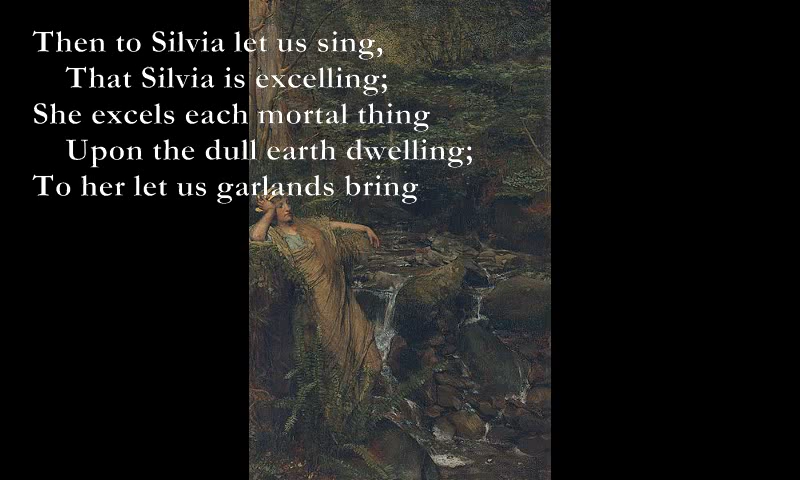 Then to Silvia let us sing,
That Silvia is excelling;
She excels each mortal thing
Upon the dull earth dwelling;
To her let us garlands bring